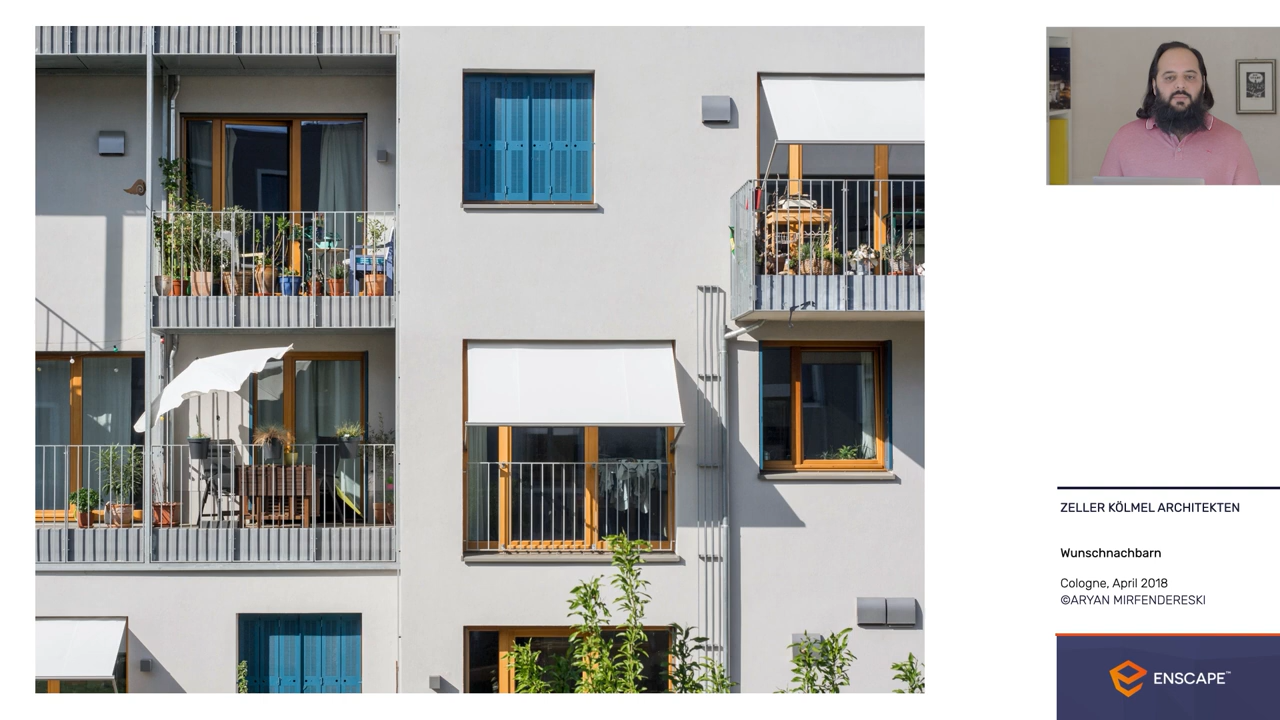 ZELLER KÖLMEL ARCHITEKTEN
Wunschnachbarn
Cologne, April 2018
©ARYAN MIRFENDERESKI
ENSCAPE™